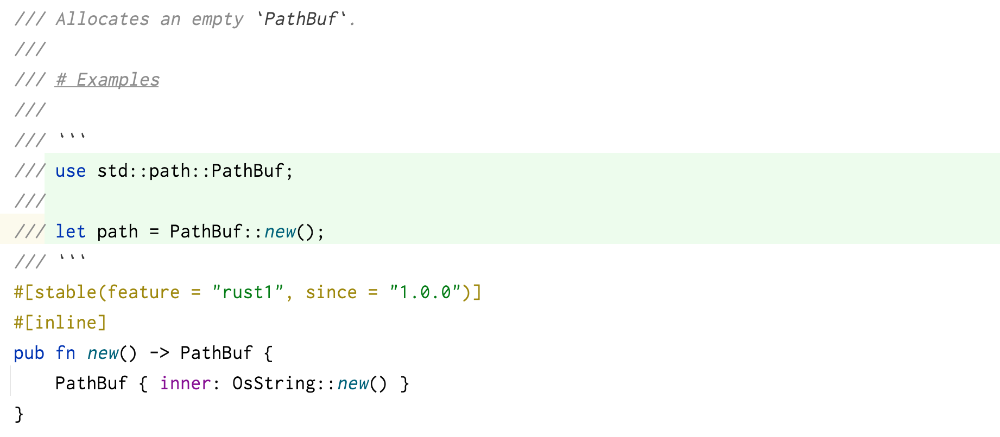 /// Allocates an empty `PathBuf`.
///
/// # Examples
///
/// ```
/// use std::path::PathBuf;
///
/// let path = PathBuf::new();
/// ```
#[stable(feature = "rust1", since = "1.0.0")]
#[inline]
pub fn new() -> PathBuf {
    PathBuf { inner: OsString::new() }
}